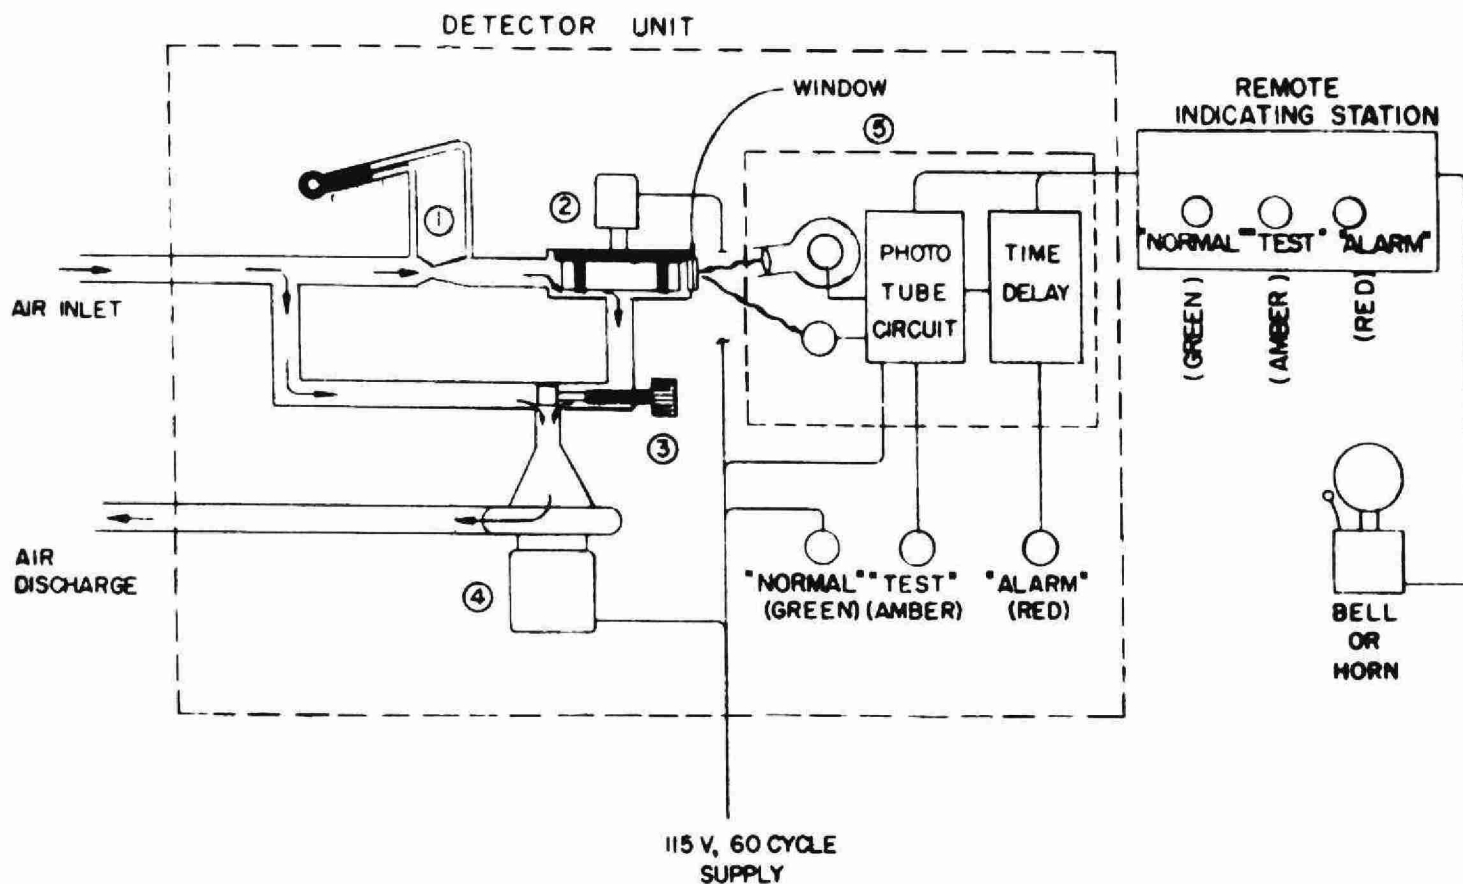 DETECTOR UNIT
WINDOW
⑤
REMOTE
INDICATING STATION
①
②
"NORMAL" "TEST" "ALARM"
(GREEN)
(AMBER)
(RED)
PHOTO
TUBE
CIRCUIT
TIME
DELAY
AIR INLET
③
AIR
DISCHARGE
④
"NORMAL" "TEST" "ALARM"
(GREEN) (AMBER) (RED)
BELL
OR
HORN
115 V, 60 CYCLE
SUPPLY